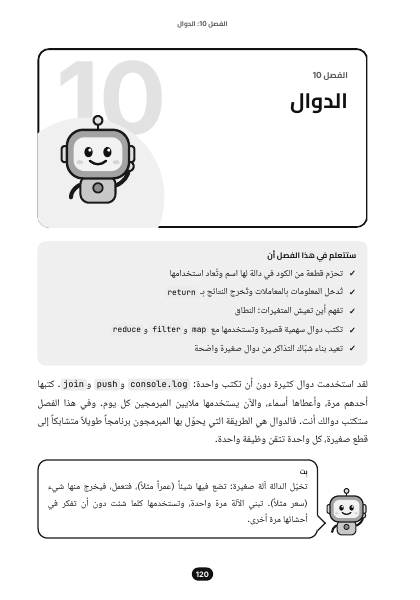 الفصل 10: الدوال
10
الفصل 10
الدوال
ستتعلم في هذا الفصل أن
✓ تحزم قطعة من الكود في دالة لها اسم وتُعاد استخدامها
✓ تُدخل المعلومات بالمعاملات وتُخرج النتائج بـ return
✓ تفهم أين تعيش المتغيرات: النطاق
✓ تكتب دوال سهمية قصيرة وتستخدمها مع map و filter و reduce
✓ تعيد بناء شبّاك التذاكر من دوال صغيرة واضحة
لقد استخدمت دوال كثيرة دون أن تكتب واحدة: console.log و push و join. كتبها
أحدهم مرة، وأعطاها أسماء، والآن يستخدمها ملايين المبرمجين كل يوم. وفي هذا الفصل
ستكتب دوالك أنت. فالدوال هي الطريقة التي يحوّل بها المبرمجون برنامجاً طويلاً متشابكاً إلى
قطع صغيرة، كل واحدة تتقن وظيفة واحدة.
بت
تخيّل الدالة آلة صغيرة: تضع فيها شيئاً (عمراً مثلاً)، فتعمل، فيخرج منها شيء
(سعر مثلاً). تبني الآلة مرة واحدة، وتستخدمها كلما شئت دون أن تفكر في
أحشائها مرة أخرى.
120